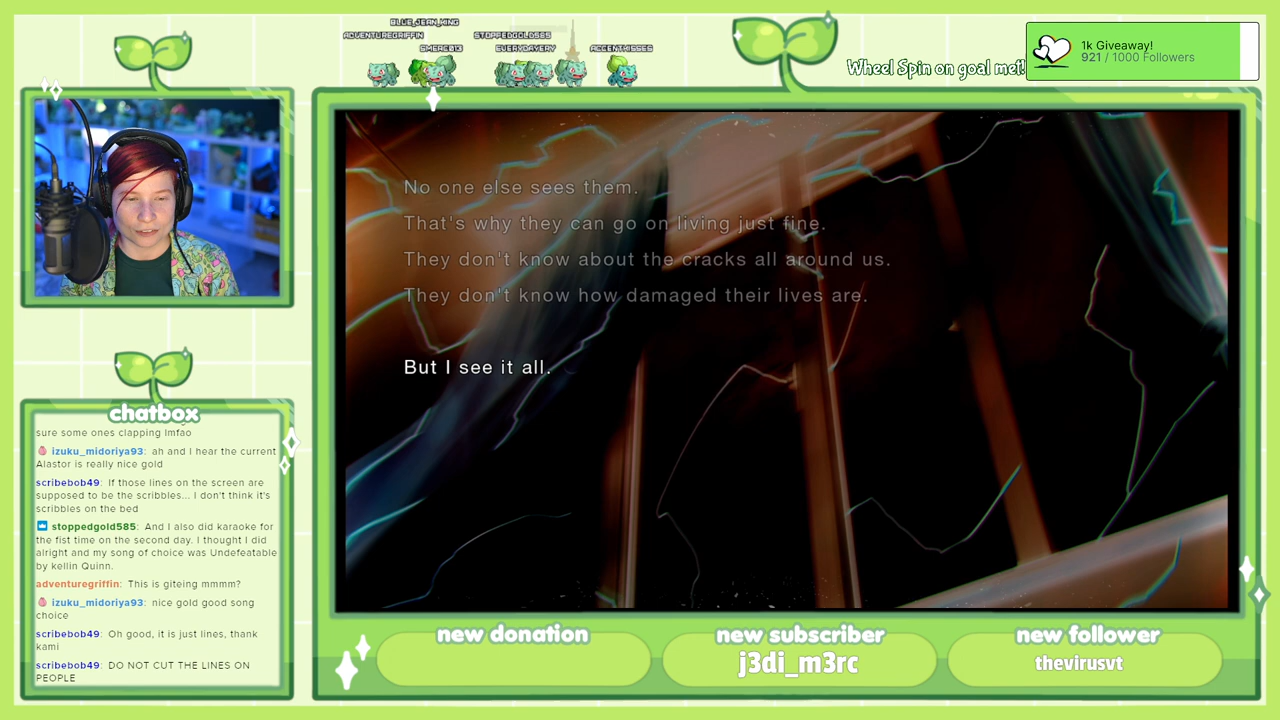 BLUE_JEAN_KING
ADVENTUREGRIFFIN
STOPPEDGOLD585
SMERC013
EVERYDAYERY
ACCENTMISSES
Wheel Spin on goal met!
1k Giveaway!
921 / 1000 Followers
No one else sees them.
That's why they can go on living just fine.
They don't know about the cracks all around us.
They don't know how damaged their lives are.
But I see it all.
chatbox
sure some ones clapping lmfao
izuku_midoriya93: ah and I hear the current
Alastor is really nice gold
scribebob49: If those lines on the screen are
supposed to be the scribbles... I don't think it's
scribbles on the bed
stoppedgold585: And I also did karaoke for
the fist time on the second day. I thought I did
alright and my song of choice was Undefeatable
by kellin Quinn.
adventuregriffin: This is giteing mmmm?
izuku_midoriya93: nice gold good song
choice
scribebob49: Oh good, it is just lines, thank
kami
scribebob49: DO NOT CUT THE LINES ON
PEOPLE
new donation
new subscriber
j3di_m3rc
new follower
thevirusvt